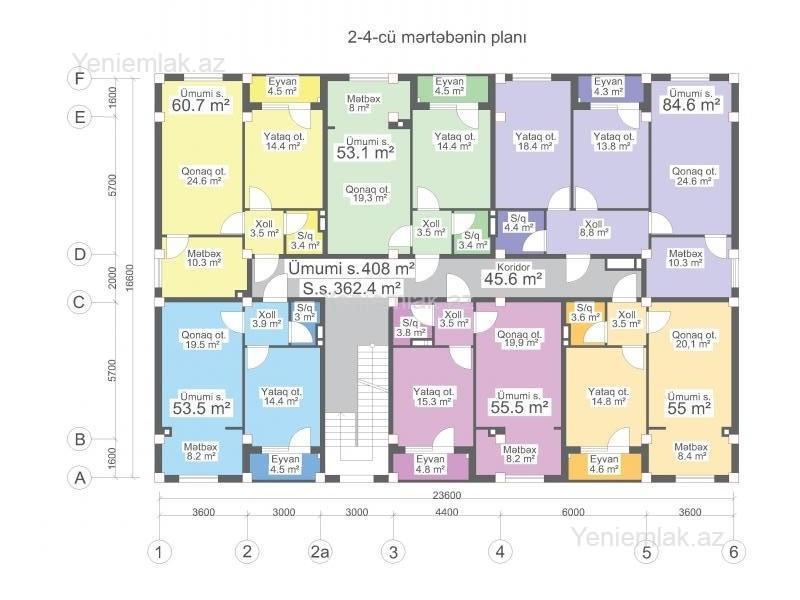 2-4-cü mərtəbənin planı
Yeniemlak.az
F
E
D
C
B
A
1600
5700
2000
5700
1600
16600
Ümumi s.
60.7 m²
Eyvan
4.5 m²
Yataq ot.
14.4 m²
Qonaq ot.
24.6 m²
Xoll
3.5 m²
S/q
3.4 m²
Mətbəx
10.3 m²
Mətbəx
8 m²
Ümumi s.
53.1 m²
Qonaq ot.
19,3 m²
Eyvan
4.5 m²
Yataq ot.
14.4 m²
Xoll
3.5 m²
S/q
3.4 m²
Yataq ot.
18.4 m²
Eyvan
4.3 m²
Yataq ot.
13.8 m²
Ümumi s.
84.6 m²
Qonaq ot.
24.6 m²
S/q
4.4 m²
Xoll
8,8 m²
Mətbəx
10.3 m²
Ümumi s.408 m²
S.s.362.4 m²
Koridor
45.6 m²
Yeniemlak.az
Qonaq ot.
19.5 m²
Xoll
3.9 m²
S/q
3 m²
Ümumi s.
53.5 m²
Yataq ot.
14.4 m²
Mətbəx
8.2 m²
Eyvan
4.5 m²
S/q
3.8 m²
Xoll
3.5 m²
Qonaq ot.
19,9 m²
Yataq ot.
15.3 m²
Ümumi s.
55.5 m²
Eyvan
4.8 m²
Mətbəx
8.2 m²
S/q
3.6 m²
Xoll
3.5 m²
Qonaq ot.
20,1 m²
Yataq ot.
14.8 m²
Ümumi s.
55 m²
Eyvan
4.6 m²
Mətbəx
8.4 m²
23600
3600
3000
3000
4400
6000
3600
Yeniemlak.az
1
2
2a
3
4
5
6